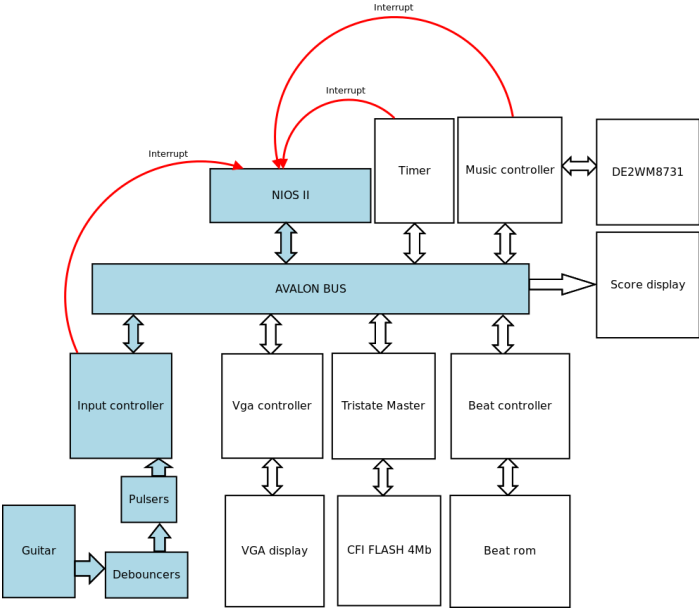 Interrupt
Interrupt
Interrupt
Timer
Music controller
DE2WM8731
NIOS II
AVALON BUS
Score display
Input controller
Vga controller
Tristate Master
Beat controller
Pulsers
Guitar
Debouncers
VGA display
CFI FLASH 4Mb
Beat rom